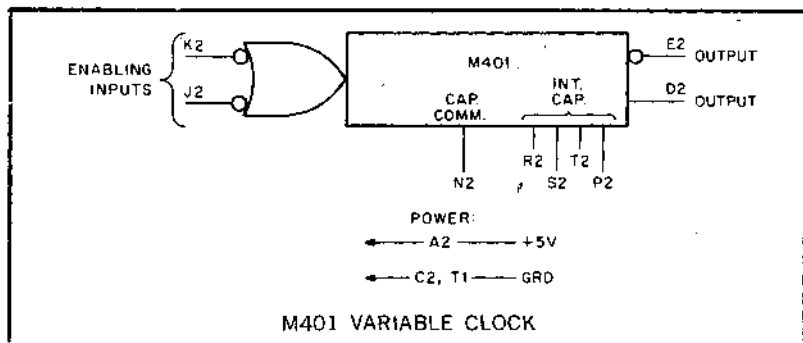 K2
ENABLING
INPUTS
J2
M401
CAP.
COMM.
INT.
CAP.
E2 OUTPUT
D2 OUTPUT
R2 S2 T2 P2
N2
POWER:
A2 +5V
C2, T1 GRD
M401 VARIABLE CLOCK